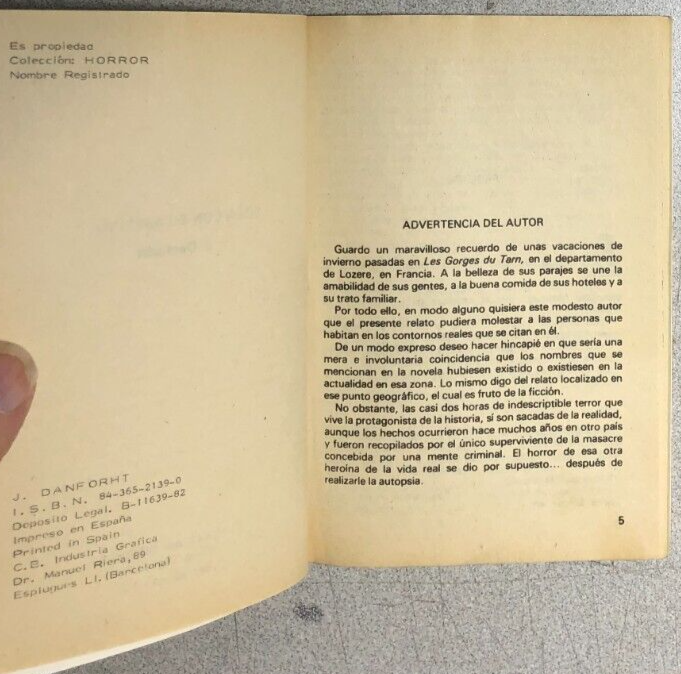 Es propiedad
Colección: HORROR
Nombre Registrado
J. DANFORHT
I.S.B.N. 84-365-2139-0
Deposito Legal. B-11639-82
Impreso en España
Printed in Spain
C.E. Industria Grafica
Dr. Manuel Riera, 89
Esplugues Ll. (Barcelona)
ADVERTENCIA DEL AUTOR
Guardo un maravilloso recuerdo de unas vacaciones de
invierno pasadas en Les Gorges du Tarn, en el departamento
de Lozere, en Francia. A la belleza de sus parajes se une la
amabilidad de sus gentes, a la buena comida de sus hoteles y a
su trato familiar.
Por todo ello, en modo alguno quisiera este modesto autor
que el presente relato pudiera molestar a las personas que
habitan en los contornos reales que se citan en él.
De un modo expreso deseo hacer hincapié en que sería una
mera e involuntaria coincidencia que los nombres que se
mencionan en la novela hubiesen existido o existiesen en la
actualidad en esa zona. Lo mismo digo del relato localizado en
ese punto geográfico, el cual es fruto de la ficción.
No obstante, las casi dos horas de indescriptible terror que
vive la protagonista de la historia, sí son sacadas de la realidad,
aunque los hechos ocurrieron hace muchos años en otro país
y fueron recopilados por el único superviviente de la masacre
concebida por una mente criminal. El horror de esa otra
heroína de la vida real se dio por supuesto... después de
realizarle la autopsia.
5